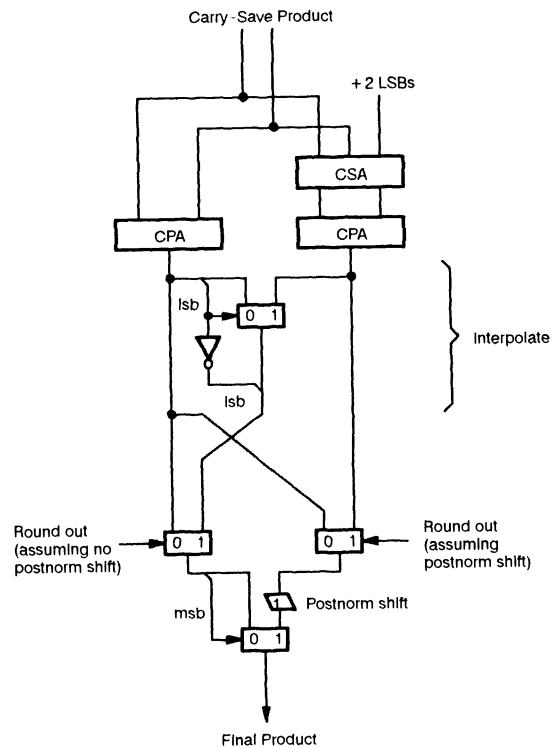 Carry-Save Product
+2 LSBs
CSA
CPA
CPA
lsb
0 1
Interpolate
lsb
Round out
(assuming no
postnorm shift)
0 1
0 1
Round out
(assuming
postnorm shift)
msb
1
Postnorm shift
0 1
Final Product